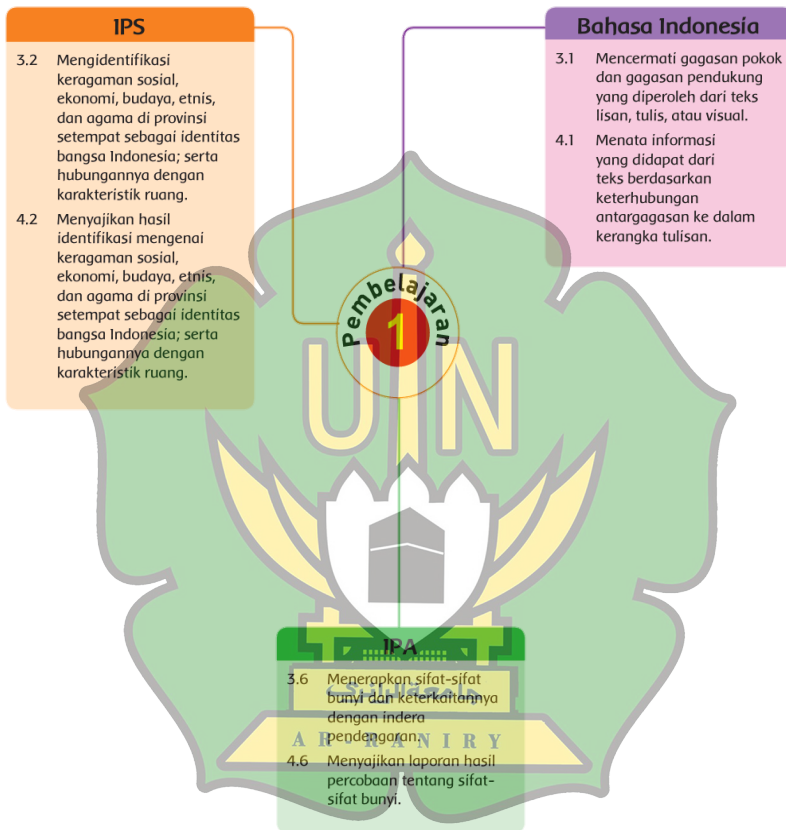 IPS
3.2 Mengidentifikasi
keragaman sosial,
ekonomi, budaya, etnis,
dan agama di provinsi
setempat sebagai identitas
bangsa Indonesia; serta
hubungannya dengan
karakteristik ruang.
4.2 Menyajikan hasil
identifikasi mengenai
keragaman sosial,
ekonomi, budaya, etnis,
dan agama di provinsi
setempat sebagai identitas
bangsa Indonesia; serta
hubungannya dengan
karakteristik ruang.
Bahasa Indonesia
3.1 Mencermati gagasan pokok
dan gagasan pendukung
yang diperoleh dari teks
lisan, tulis, atau visual.
4.1 Menata informasi
yang didapat dari
teks berdasarkan
keterhubungan
antargagasan ke dalam
kerangka tulisan.
Pembelajaran
1
UIN
IPA
3.6 Menerapkan sifat-sifat
bunyi dan keterkaitannya
dengan indera
pendengaran.
4.6 Menyajikan laporan hasil
percobaan tentang sifat-
sifat bunyi.
جامعة الرانري
AR-RANIRY